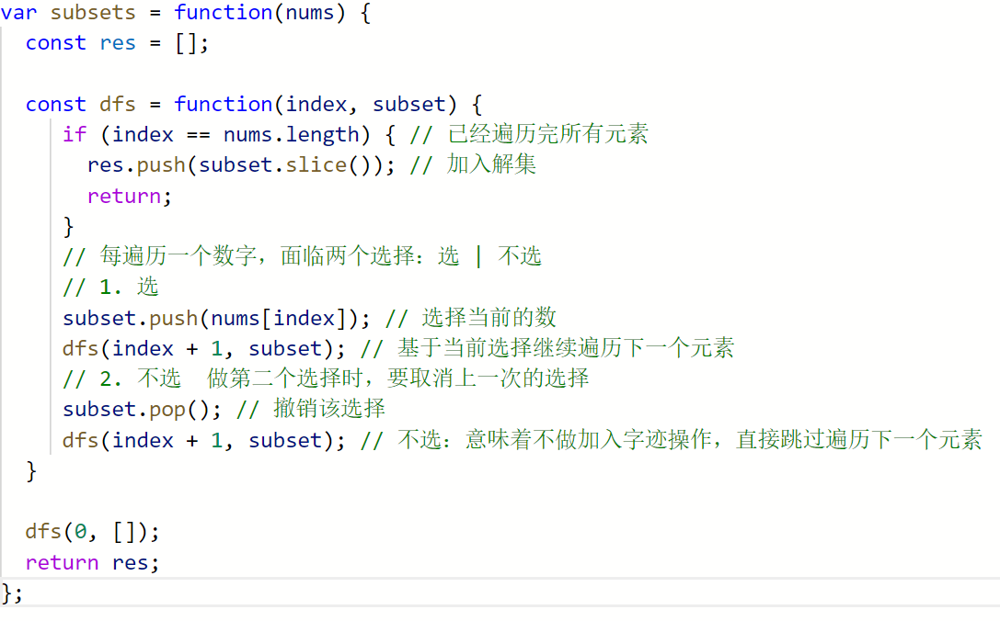 var subsets = function(nums) {
const res = [];
const dfs = function(index, subset) {
if (index == nums.length) { // 已经遍历完所有元素
res.push(subset.slice()); // 加入解集
return;
}
// 每遍历一个数字，面临两个选择：选 | 不选
// 1. 选
subset.push(nums[index]); // 选择当前的数
dfs(index + 1, subset); // 基于当前选择继续遍历下一个元素
// 2. 不选  做第二个选择时，要取消上一次的选择
subset.pop(); // 撤销该选择
dfs(index + 1, subset); // 不选：意味着不做加入字迹操作，直接跳过遍历下一个元素
}
dfs(0, []);
return res;
};